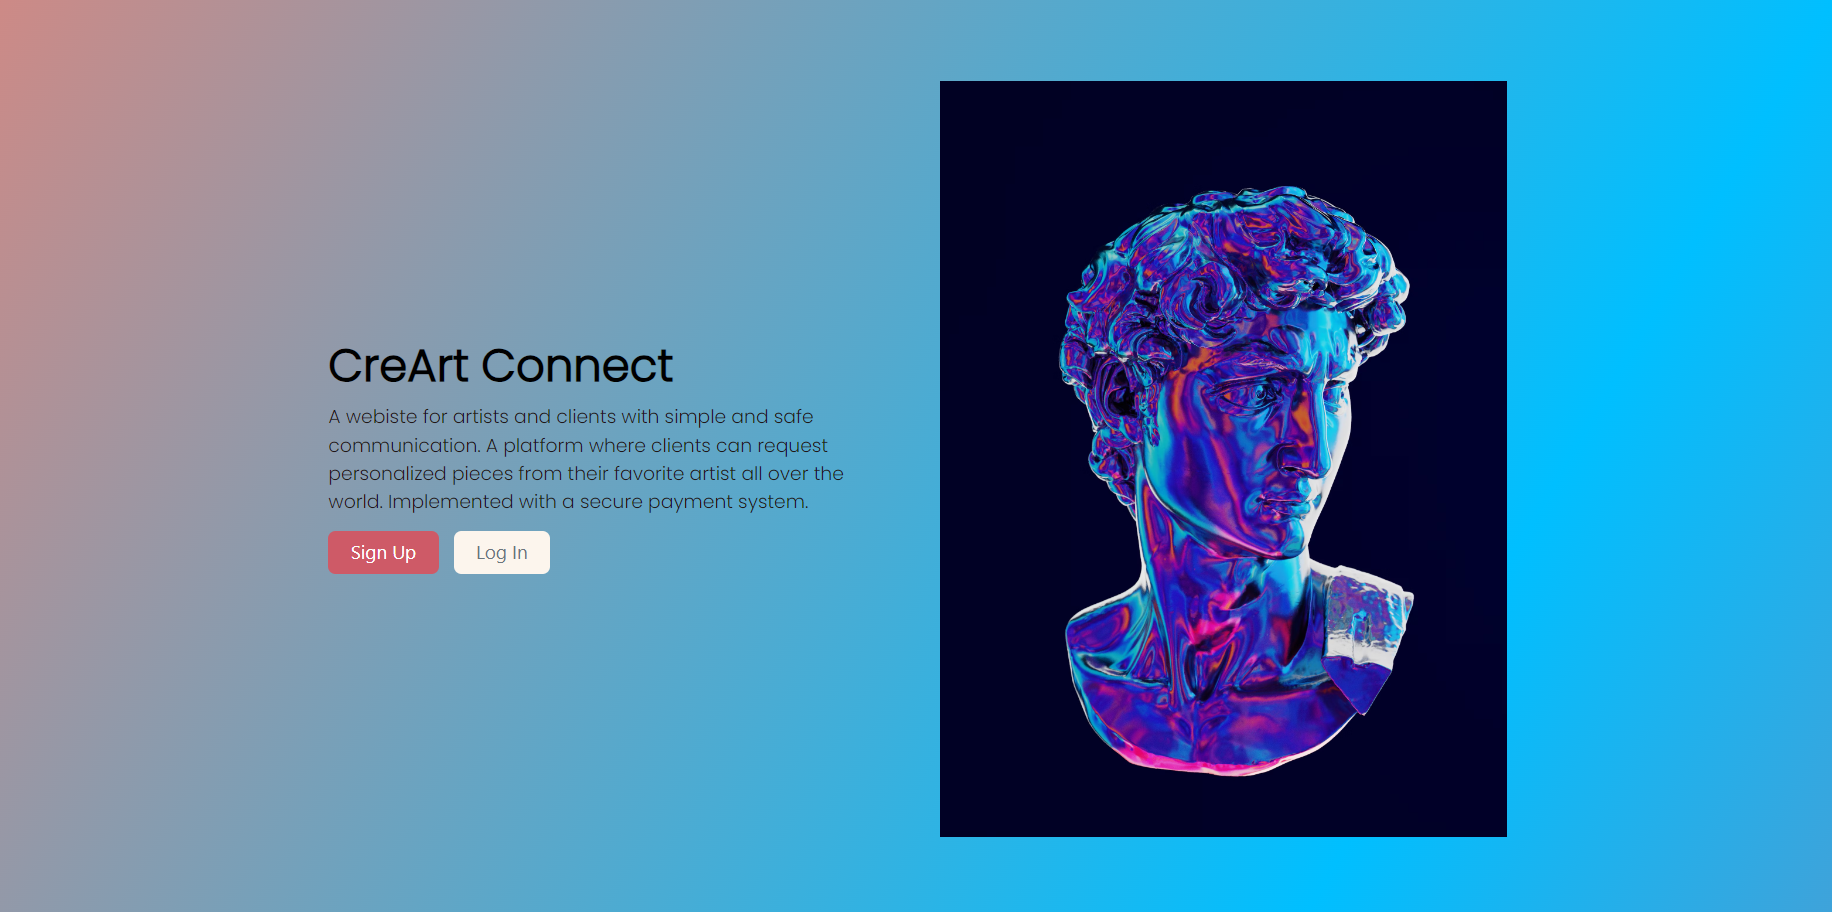 CreArt Connect
A webiste for artists and clients with simple and safe
communication. A platform where clients can request
personalized pieces from their favorite artist all over the
world. Implemented with a secure payment system.
Sign Up
Log In